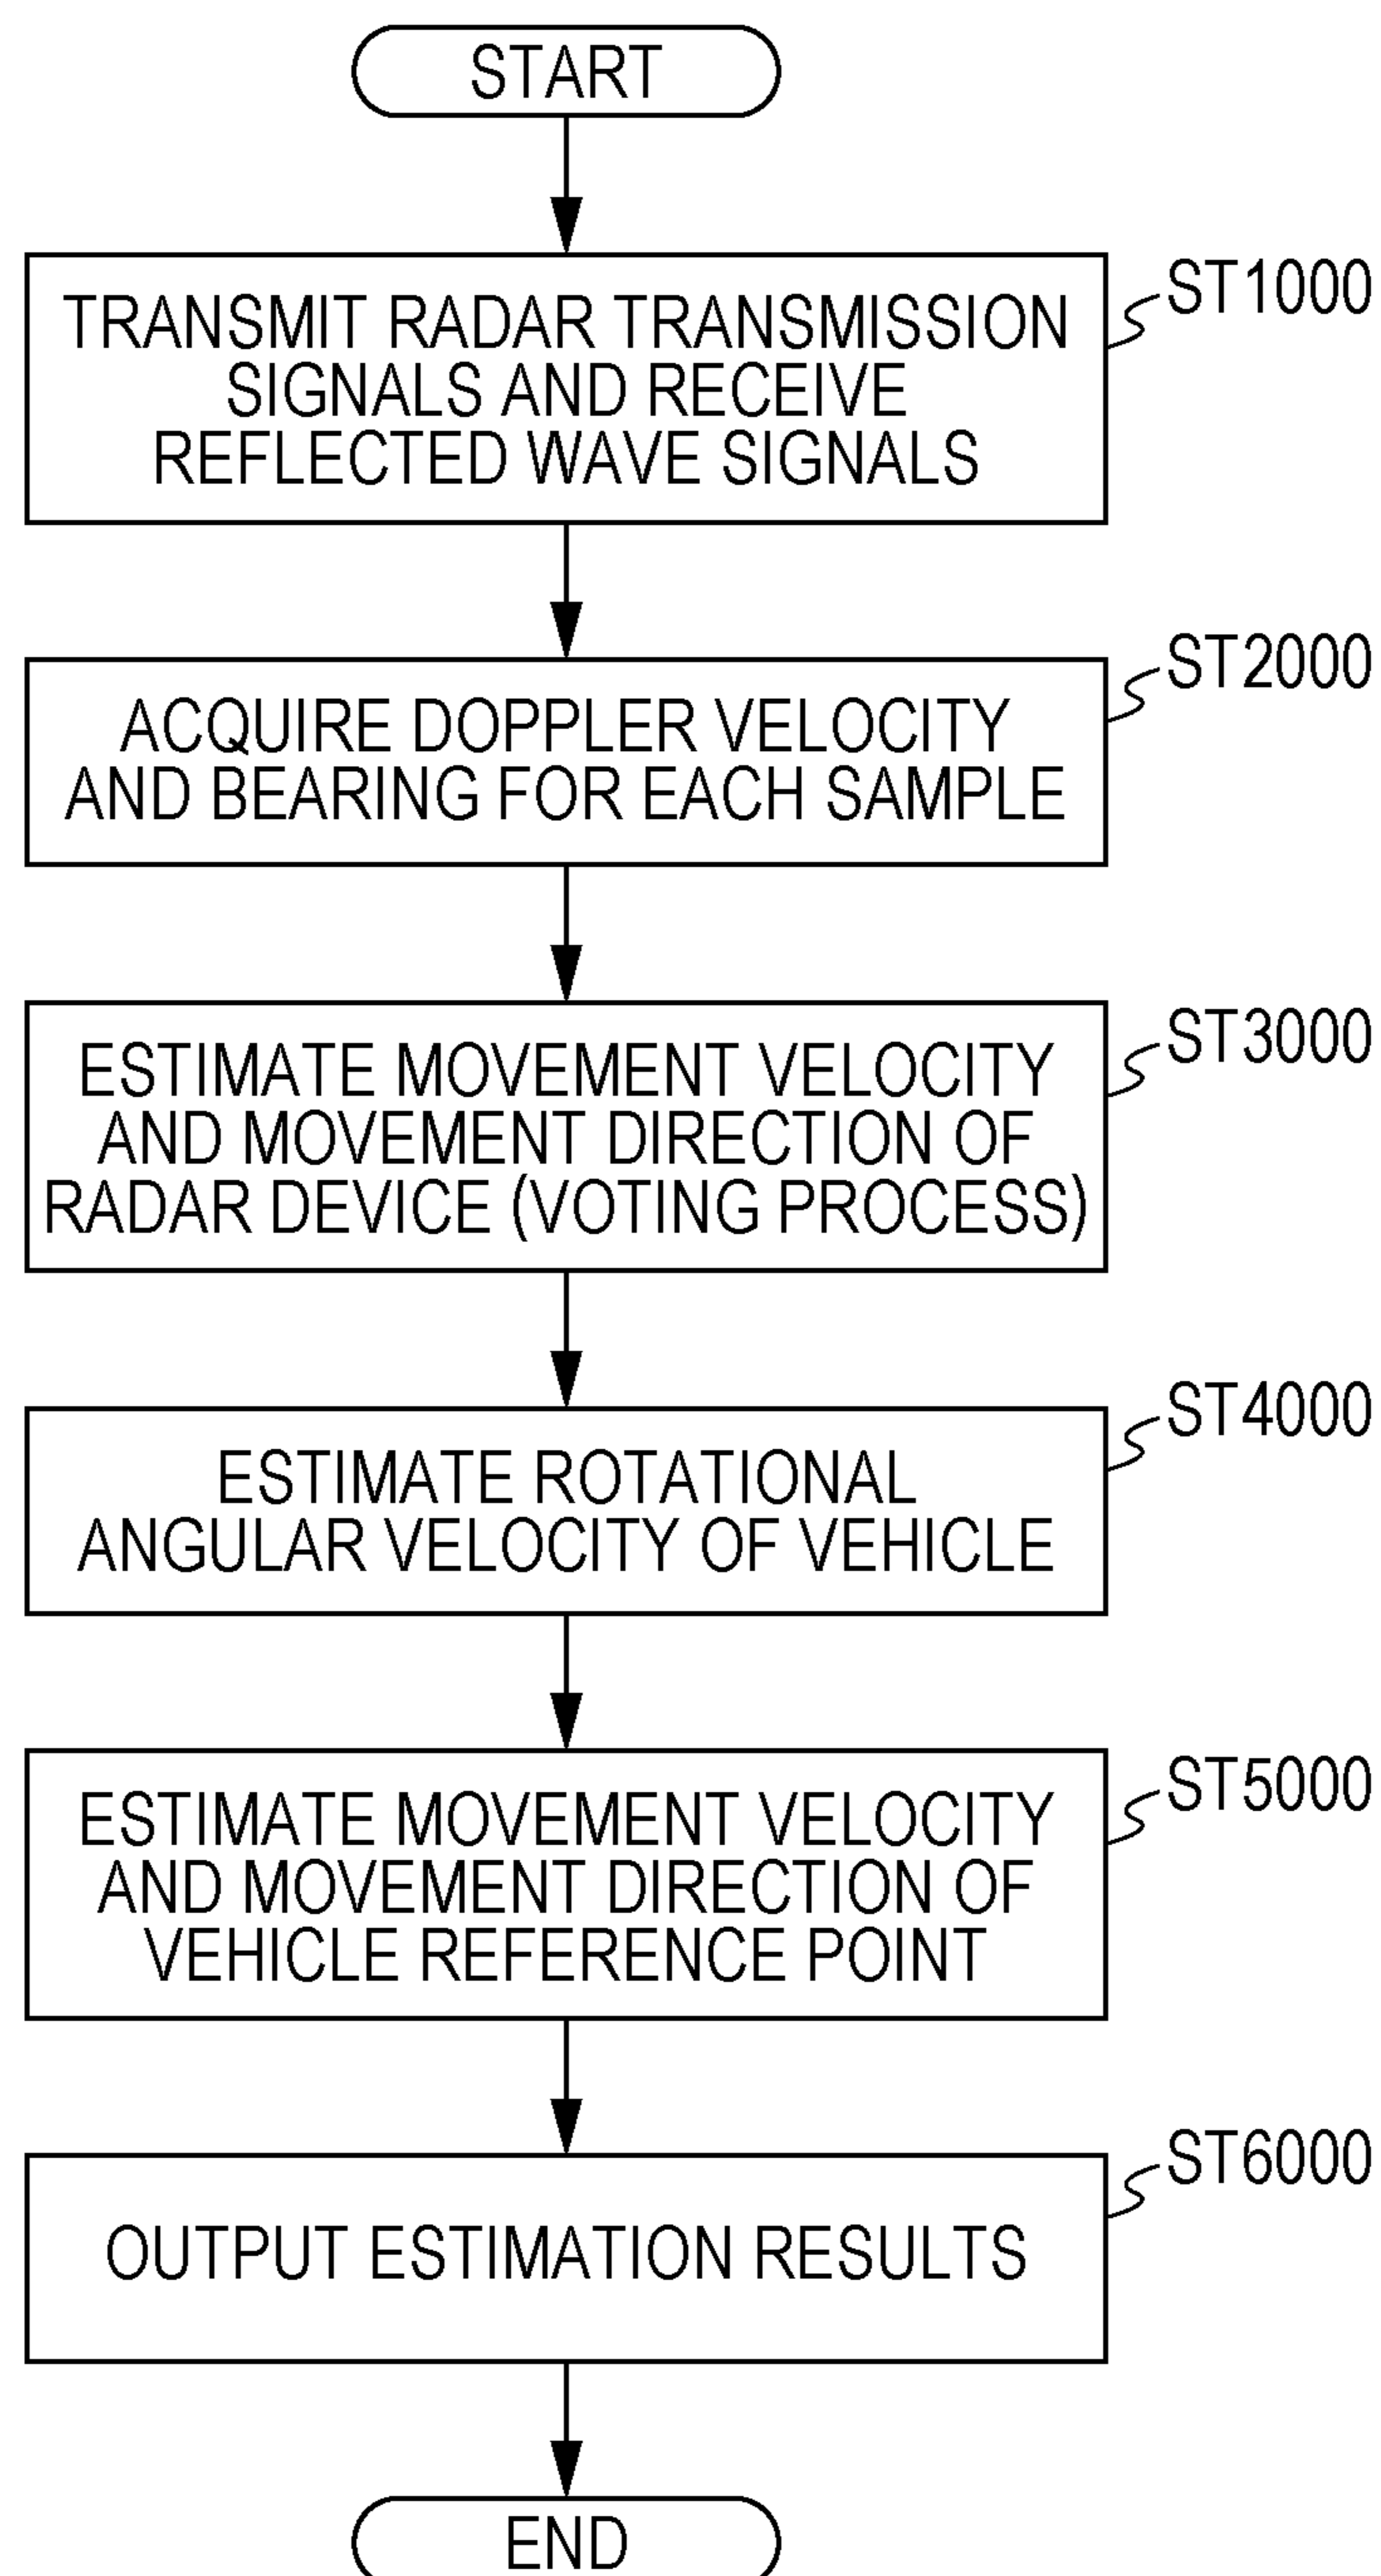 START
ST1000
TRANSMIT RADAR TRANSMISSION
SIGNALS AND RECEIVE
REFLECTED WAVE SIGNALS
ST2000
ACQUIRE DOPPLER VELOCITY
AND BEARING FOR EACH SAMPLE
ST3000
ESTIMATE MOVEMENT VELOCITY
AND MOVEMENT DIRECTION OF
RADAR DEVICE (VOTING PROCESS)
ST4000
ESTIMATE ROTATIONAL
ANGULAR VELOCITY OF VEHICLE
ST5000
ESTIMATE MOVEMENT VELOCITY
AND MOVEMENT DIRECTION OF
VEHICLE REFERENCE POINT
ST6000
OUTPUT ESTIMATION RESULTS
END